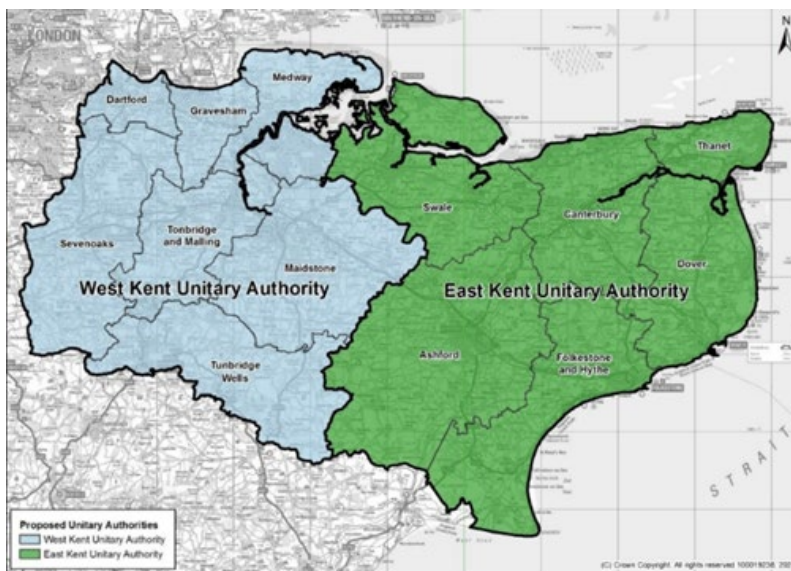 LONDON
N
Medway
Dartford
Gravesham
Thanet
Swale
Canterbury
Sevenoaks
Tonbridge
and Malling
Maidstone
Dover
West Kent Unitary Authority
East Kent Unitary Authority
Ashford
Folkestone
and Hythe
Tunbridge
Wells
STRAIT
Proposed Unitary Authorities
West Kent Unitary Authority
East Kent Unitary Authority
(C) Crown Copyright. All rights reserved 100019238, 202